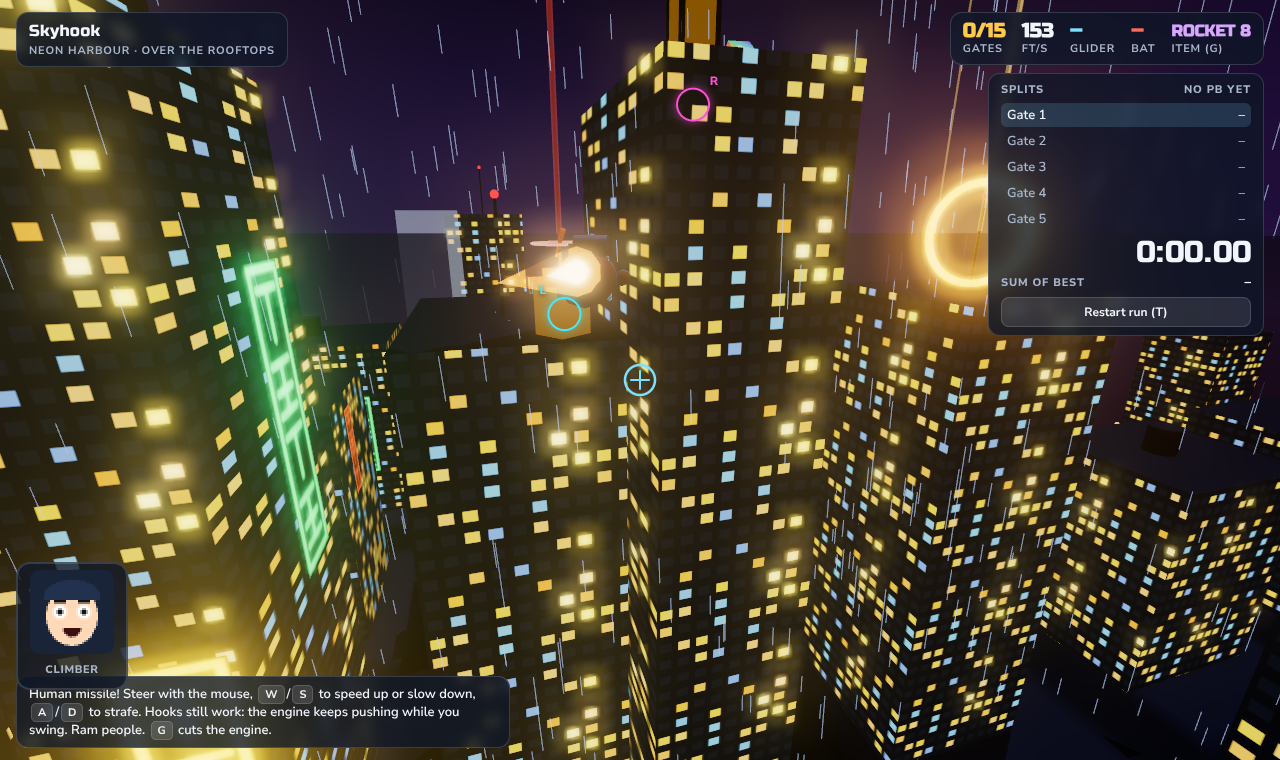 Skyhook
NEON HARBOUR · OVER THE ROOFTOPS
0/15
GATES
153
FT/S
–
GLIDER
–
BAT
ROCKET 8
ITEM (G)
SPLITS NO PB YET
Gate 1 –
Gate 2 –
Gate 3 –
Gate 4 –
Gate 5 –
0:00.00
SUM OF BEST –
Restart run (T)
R
L
CLIMBER
Human missile! Steer with the mouse, W / S to speed up or slow down,
A / D to strafe. Hooks still work: the engine keeps pushing while you
swing. Ram people. G cuts the engine.